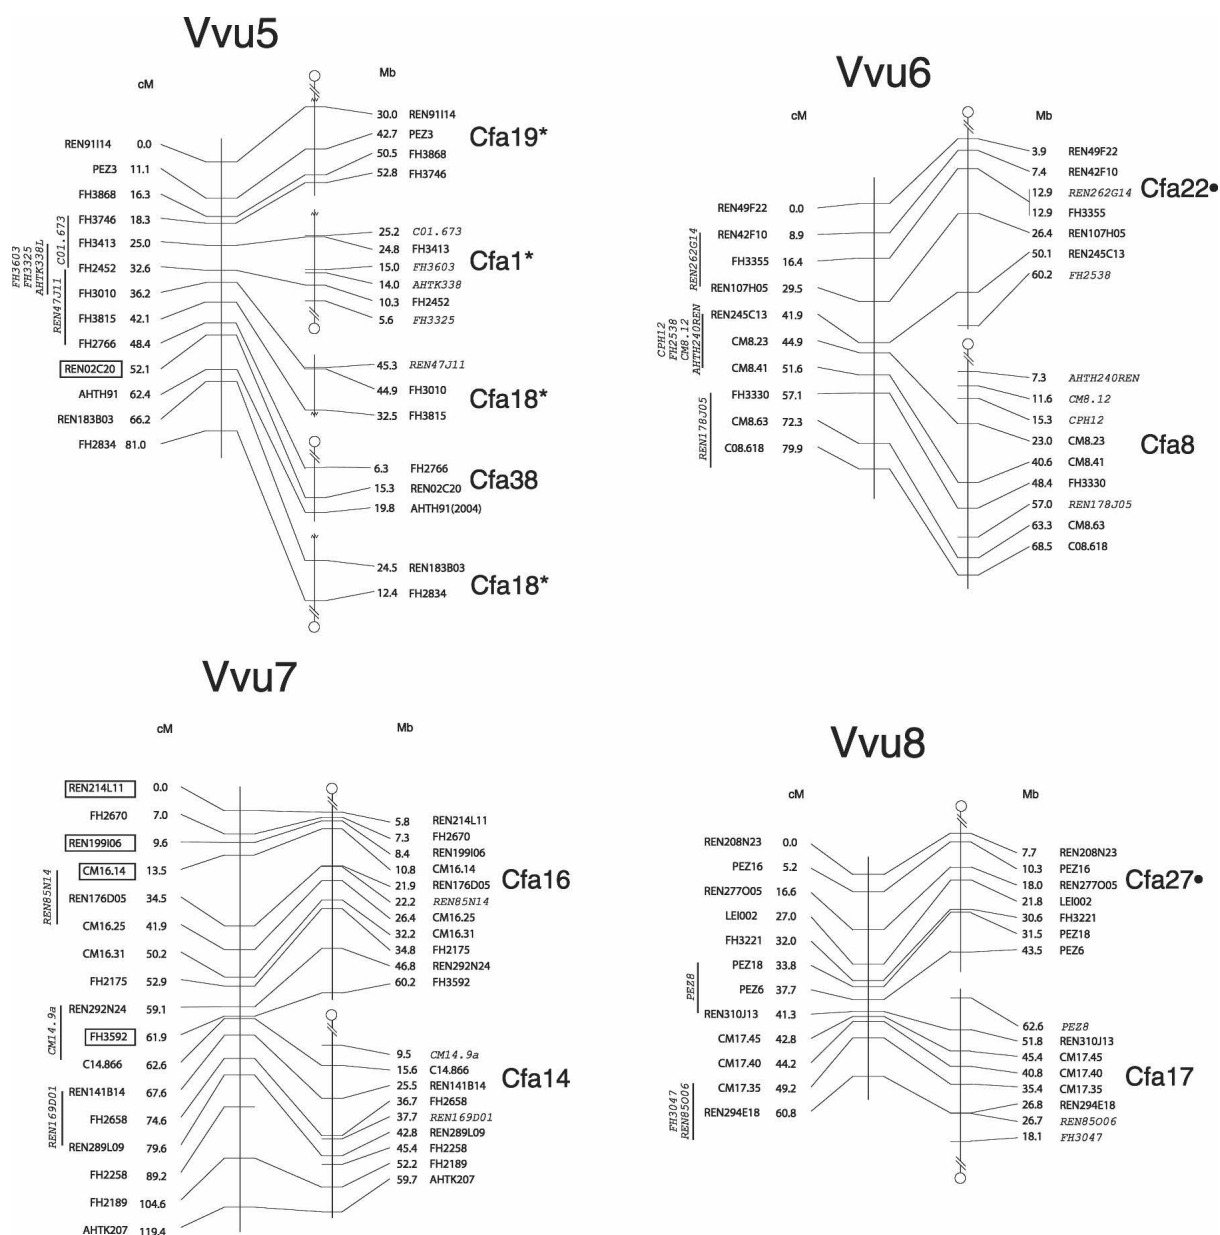 Vvu5
cM
Mb
REN91I14 0.0
PEZ3 11.1
FH3868 16.3
FH3746 18.3
FH3413 25.0
FH2452 32.6
FH3010 36.2
FH3815 42.1
FH2766 48.4
REN02C20 52.1
AHTH91 62.4
REN183B03 66.2
FH2834 81.0
FH3603
FH3325
AHTK338L
C01.673
REN47J11
30.0 REN91I14
42.7 PEZ3
50.5 FH3868
52.8 FH3746
Cfa19*
25.2 C01.673
24.8 FH3413
15.0 FH3603
14.0 AHTK338
10.3 FH2452
5.6 FH3325
Cfa1*
45.3 REN47J11
44.9 FH3010
32.5 FH3815
Cfa18*
6.3 FH2766
15.3 REN02C20
19.8 AHTH91(2004)
Cfa38
24.5 REN183B03
12.4 FH2834
Cfa18*
Vvu6
cM
Mb
REN49F22 0.0
REN42F10 8.9
FH3355 16.4
REN107H05 29.5
REN245C13 41.9
CM8.23 44.9
CM8.41 51.6
FH3330 57.1
CM8.63 72.3
C08.618 79.9
REN262G14
CPH12
FH2538
CM8.12
AHTH240REN
REN178J05
3.9 REN49F22
7.4 REN42F10
12.9 REN262G14
12.9 FH3355
26.4 REN107H05
50.1 REN245C13
60.2 FH2538
Cfa22•
7.3 AHTH240REN
11.6 CM8.12
15.3 CPH12
23.0 CM8.23
40.6 CM8.41
48.4 FH3330
57.0 REN178J05
63.3 CM8.63
68.5 C08.618
Cfa8
Vvu7
cM
Mb
REN214L11 0.0
FH2670 7.0
REN199I06 9.6
CM16.14 13.5
REN176D05 34.5
CM16.25 41.9
CM16.31 50.2
FH2175 52.9
REN292N24 59.1
FH3592 61.9
C14.866 62.6
REN141B14 67.6
FH2658 74.6
REN289L09 79.6
FH2258 89.2
FH2189 104.6
AHTK207 119.4
REN85N14
CM14.9a
REN169D01
5.8 REN214L11
7.3 FH2670
8.4 REN199I06
10.8 CM16.14
21.9 REN176D05
22.2 REN85N14
26.4 CM16.25
32.2 CM16.31
34.8 FH2175
46.8 REN292N24
60.2 FH3592
Cfa16
9.5 CM14.9a
15.6 C14.866
25.5 REN141B14
36.7 FH2658
37.7 REN169D01
42.8 REN289L09
45.4 FH2258
52.2 FH2189
59.7 AHTK207
Cfa14
Vvu8
cM
Mb
REN208N23 0.0
PEZ16 5.2
REN277O05 16.6
LEI002 27.0
FH3221 32.0
PEZ18 33.8
PEZ6 37.7
REN310J13 41.3
CM17.45 42.8
CM17.40 44.2
CM17.35 49.2
REN294E18 60.8
PEZ8
FH3047
REN85O06
7.7 REN208N23
10.3 PEZ16
18.0 REN277O05
21.8 LEI002
30.6 FH3221
31.5 PEZ18
43.5 PEZ6
Cfa27•
62.6 PEZ8
51.8 REN310J13
45.4 CM17.45
40.8 CM17.40
35.4 CM17.35
26.8 REN294E18
26.7 REN85O06
18.1 FH3047
Cfa17